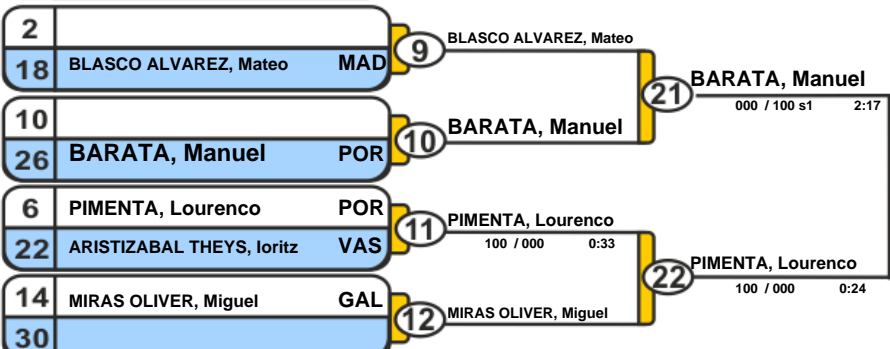 2
18 BLASCO ALVAREZ, Mateo MAD
9 BLASCO ALVAREZ, Mateo
10
26 BARATA, Manuel POR
10 BARATA, Manuel
21 BARATA, Manuel
000 / 100 s1 2:17
6 PIMENTA, Lourenco POR
22 ARISTIZABAL THEYS, Ioritz VAS
11 PIMENTA, Lourenco
100 / 000 0:33
14 MIRAS OLIVER, Miguel GAL
30
12 MIRAS OLIVER, Miguel
22 PIMENTA, Lourenco
100 / 000 0:24